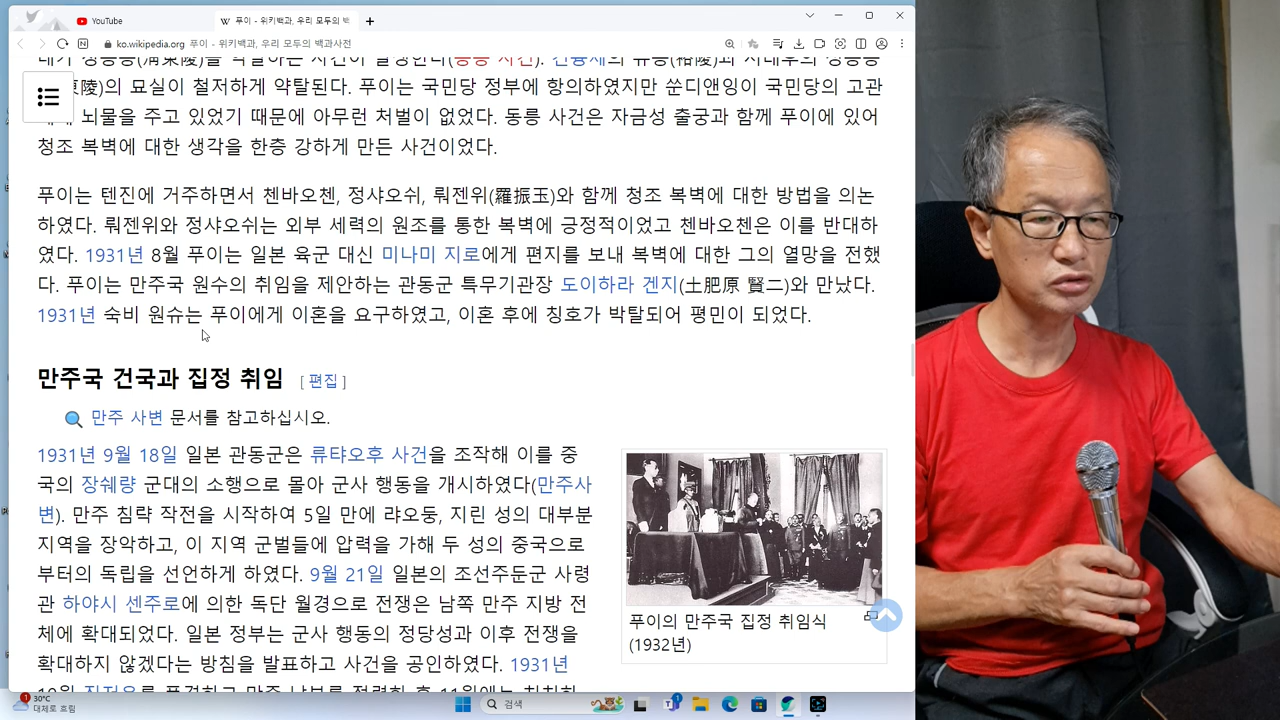 YouTube
푸이 - 위키백과, 우리 모두의 백
ko.wikipedia.org 푸이 - 위키백과, 우리 모두의 백과사전
陵)의 묘실이 철저하게 약탈된다. 푸이는 국민당 정부에 항의하였지만 쑨디앤잉이 국민당의 고관
뇌물을 주고 있었기 때문에 아무런 처벌이 없었다. 동릉 사건은 자금성 출궁과 함께 푸이에 있어
청조 복벽에 대한 생각을 한층 강하게 만든 사건이었다.
푸이는 텐진에 거주하면서 천바오첸, 정샤오쉬, 뤄젠위(羅振玉)와 함께 청조 복벽에 대한 방법을 의논
하였다. 뤄젠위와 정샤오쉬는 외부 세력의 원조를 통한 복벽에 긍정적이었고 첸바오첸은 이를 반대하
였다. 1931년 8월 푸이는 일본 육군 대신 미나미 지로에게 편지를 보내 복벽에 대한 그의 열망을 전했
다. 푸이는 만주국 원수의 취임을 제안하는 관동군 특무기관장 도이하라 겐지(土肥原 賢二)와 만났다.
1931년 숙비 원슈는 푸이에게 이혼을 요구하였고, 이혼 후에 칭호가 박탈되어 평민이 되었다.
만주국 건국과 집정 취임 [ 편집 ]
만주 사변 문서를 참고하십시오.
1931년 9월 18일 일본 관동군은 류탸오후 사건을 조작해 이를 중
국의 장쉐량 군대의 소행으로 몰아 군사 행동을 개시하였다(만주사
변). 만주 침략 작전을 시작하여 5일 만에 랴오둥, 지린 성의 대부분
지역을 장악하고, 이 지역 군벌들에 압력을 가해 두 성의 중국으로
부터의 독립을 선언하게 하였다. 9월 21일 일본의 조선주둔군 사령
관 하야시 센주로에 의한 독단 월경으로 전쟁은 남쪽 만주 지방 전
체에 확대되었다. 일본 정부는 군사 행동의 정당성과 이후 전쟁을
확대하지 않겠다는 방침을 발표하고 사건을 공인하였다. 1931년
푸이의 만주국 집정 취임식
(1932년)
30°C
대체로 흐림
검색